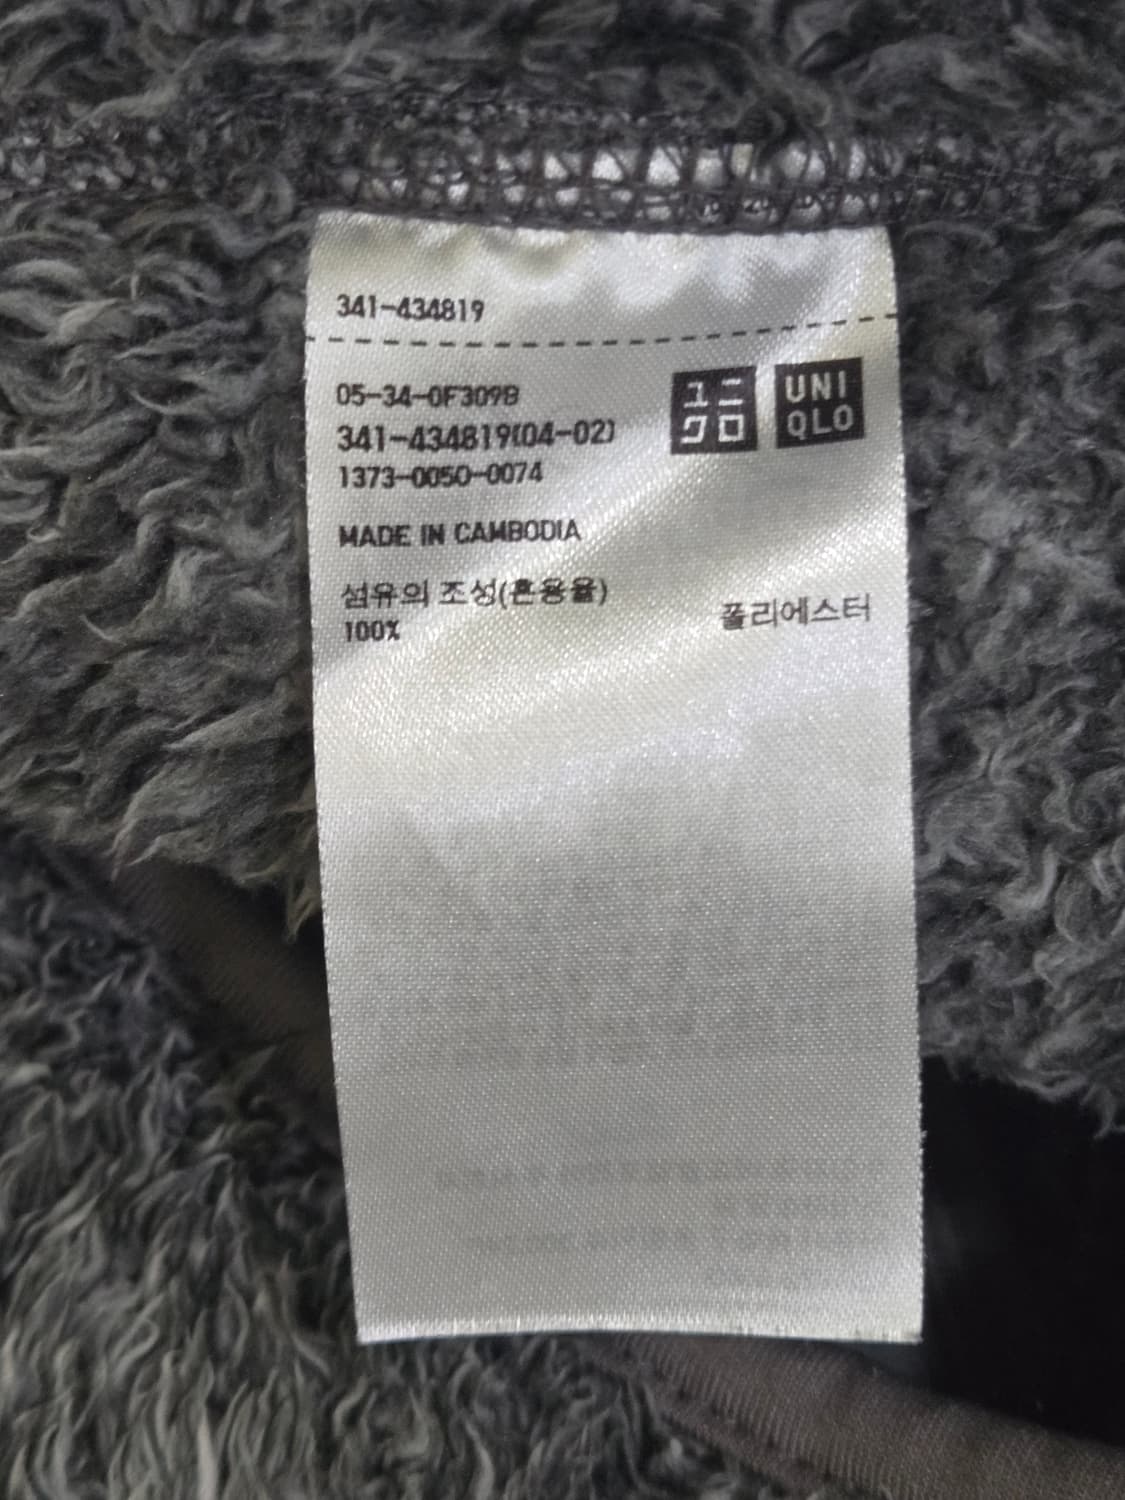 341-434819
05-34-0F309B
341-434819(04-02)
1373-0050-0074
ユニ
クロ
UNI
QLO
MADE IN CAMBODIA
섬유의 조성(혼용율)
100% 폴리에스터